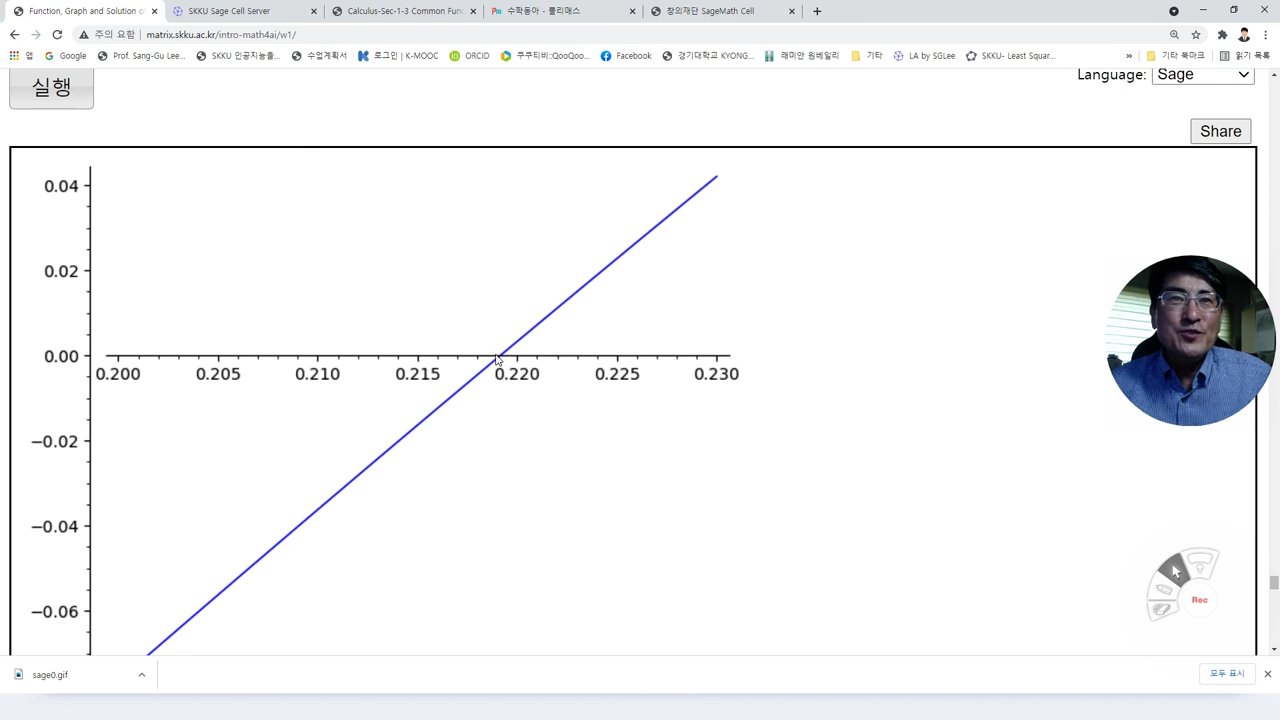 Function, Graph and Solution o
SKKU Sage Cell Server
Calculus-Sec-1-3 Common Func
수학동아 - 폴리매스
창의재단 SageMath Cell
주의 요함 | matrix.skku.ac.kr/intro-math4ai/w1/
앱 Google Prof. Sang-Gu Lee... SKKU 인공지능을... 수업계획서 로그인 | K-MOOC ORCID 쿠쿠티비::QooQoo... Facebook 경기대학교 KYONG... 래미안 원베일리 기타 LA by SGLee SKKU- Least Squar... » 기타 북마크 읽기 목록
실행
Language: Sage
Share
0.04
0.02
0.00
0.200 0.205 0.210 0.215 0.220 0.225 0.230
−0.02
−0.04
−0.06
Rec
sage0.gif
모두 표시